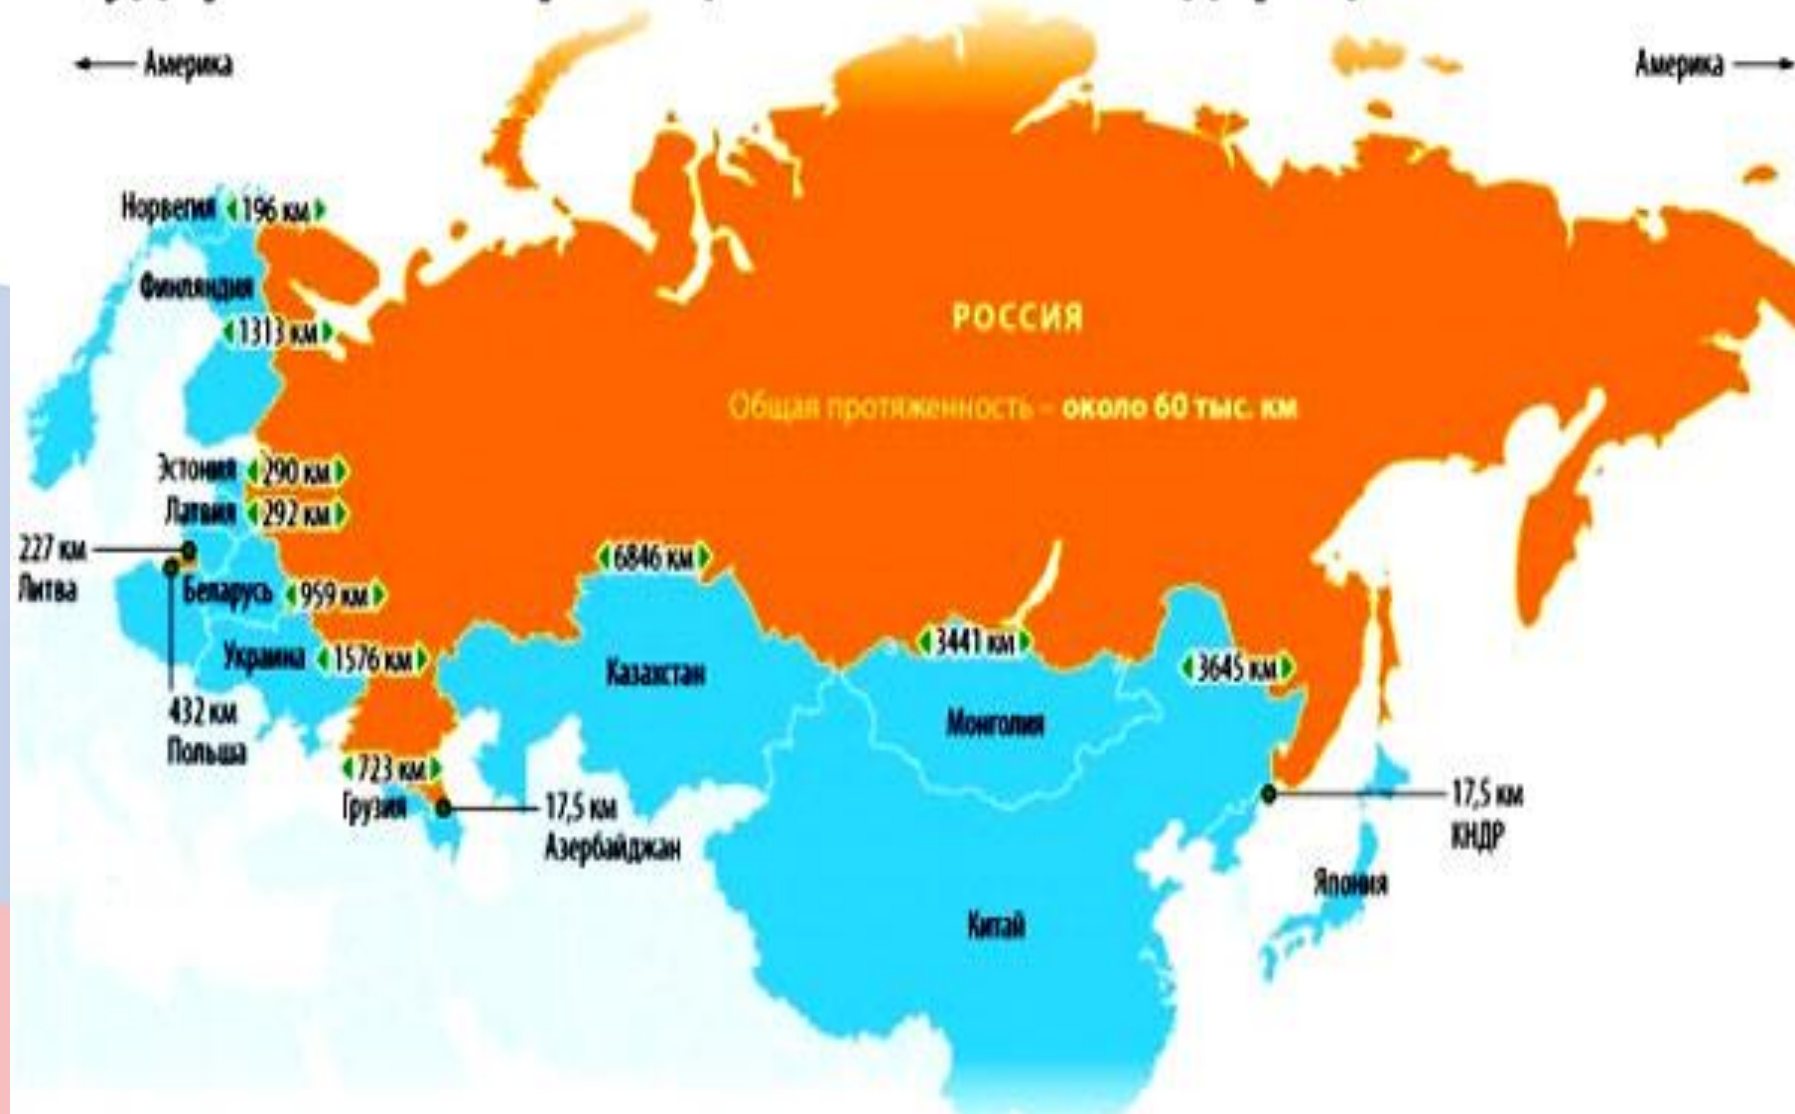 Америка
Америка
Норвегия 196 км
Финляндия
1313 км
РОССИЯ
Общая протяженность – около 60 тыс. км
Эстония 290 км
Латвия 292 км
227 км
Литва
6846 км
Беларусь 959 км
Украина 1576 км
3441 км
3645 км
Казахстан
432 км
Польша
Монголия
723 км
Грузия
17,5 км
Азербайджан
17,5 км
КНДР
Япония
Китай